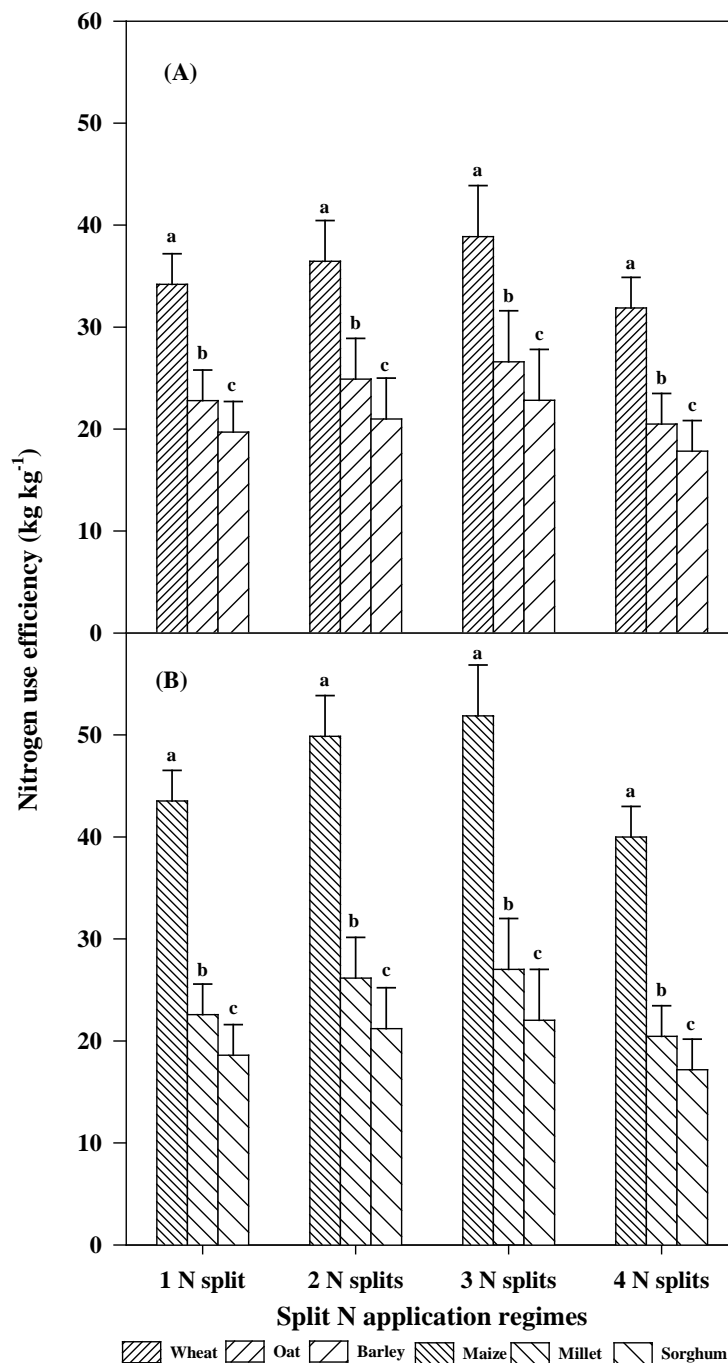 60
(A)
50
a
a
a
40
a
30
b
b
b
c
c
b
c
c
20
10
0
Nitrogen use efficiency (kg kg-1)
(B)
a
a
a
50
a
40
30
b
b
c
b
c
b
c
c
20
10
0
1 N split 2 N splits 3 N splits 4 N splits
Split N application regimes
Wheat Oat Barley Maize Millet Sorghum